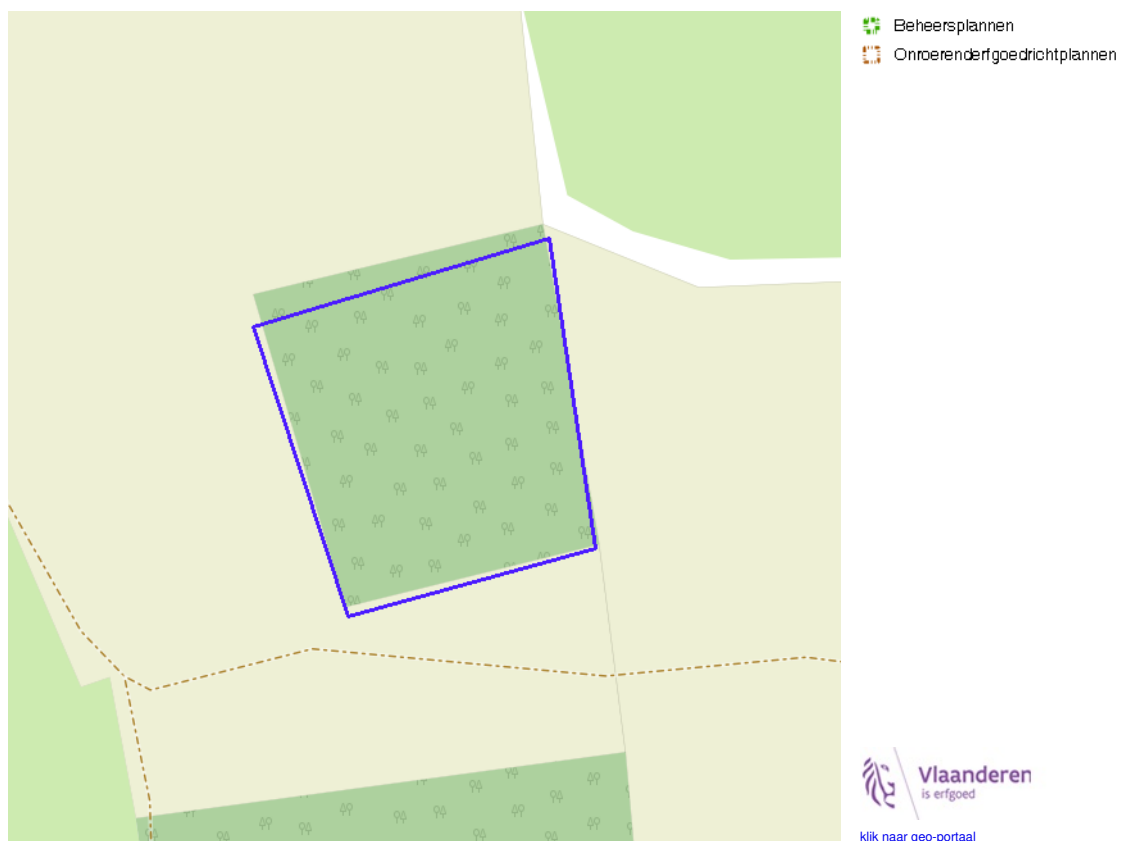 Beheersplannen
Onroerenderfgoedrichtplannen
Vlaanderen
is erfgoed
klik naar geo-portaal